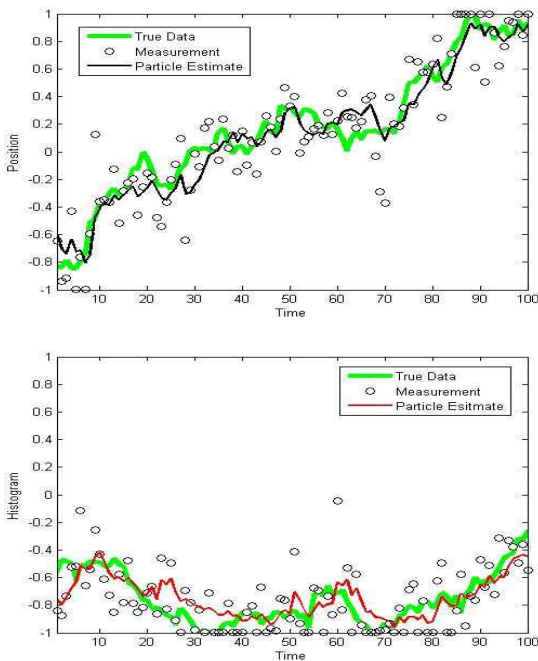 1
0.8
0.6
0.4
0.2
0
-0.2
-0.4
-0.6
-0.8
-1
Position
True Data
Measurement
Particle Estimate
10 20 30 40 50 60 70 80 90 100
Time
1
0.8
0.6
0.4
0.2
0
-0.2
-0.4
-0.6
-0.8
-1
Histogram
True Data
Measurement
Particle Esitmate
10 20 30 40 50 60 70 80 90 100
Time